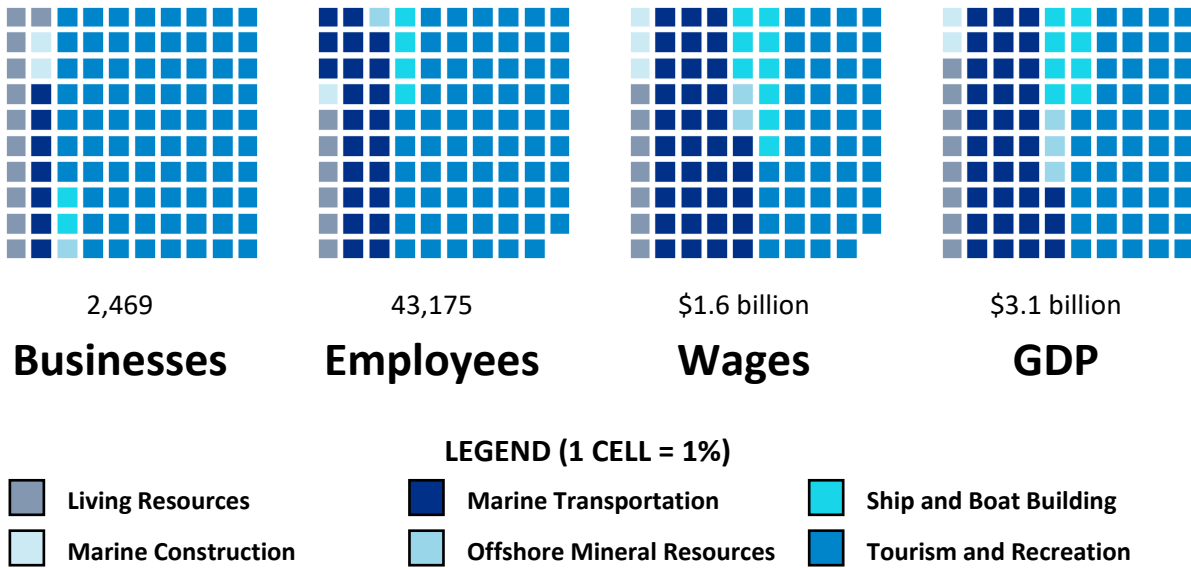 2,469 43,175 $1.6 billion $3.1 billion
Businesses Employees Wages GDP
LEGEND (1 CELL = 1%)
Living Resources Marine Transportation Ship and Boat Building
Marine Construction Offshore Mineral Resources Tourism and Recreation